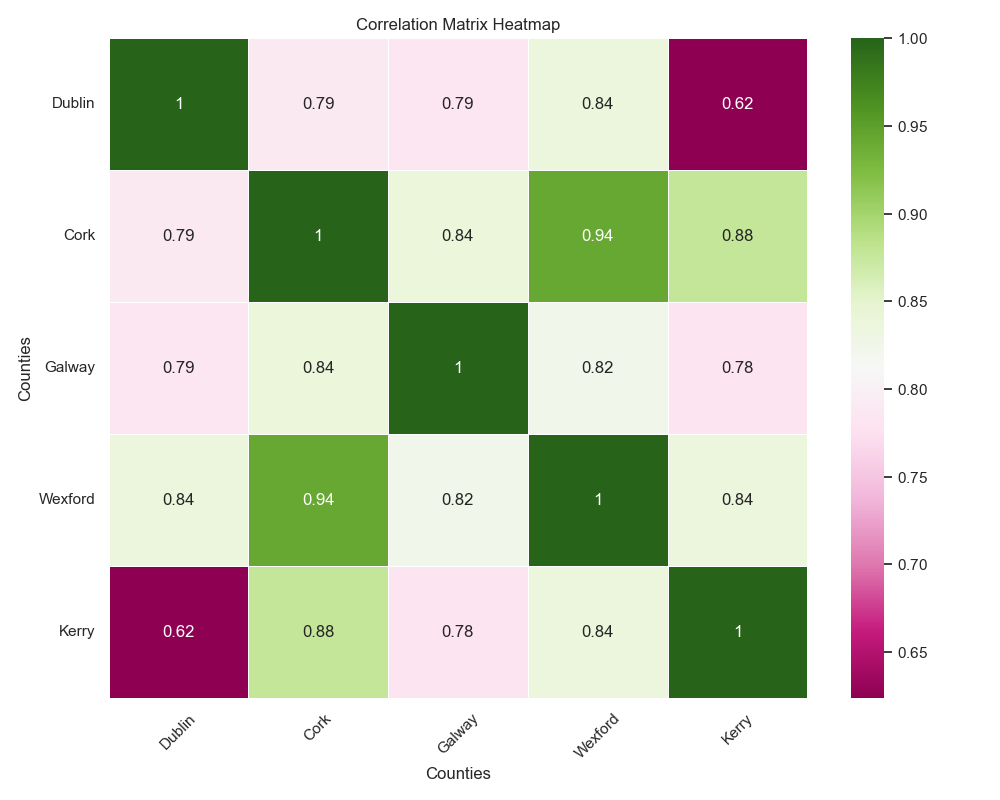 Correlation Matrix Heatmap
Dublin 1 0.79 0.79 0.84 0.62
Cork 0.79 1 0.84 0.94 0.88
Galway 0.79 0.84 1 0.82 0.78
Wexford 0.84 0.94 0.82 1 0.84
Kerry 0.62 0.88 0.78 0.84 1
Counties
Dublin Cork Galway Wexford Kerry
Counties
1.00
0.95
0.90
0.85
0.80
0.75
0.70
0.65